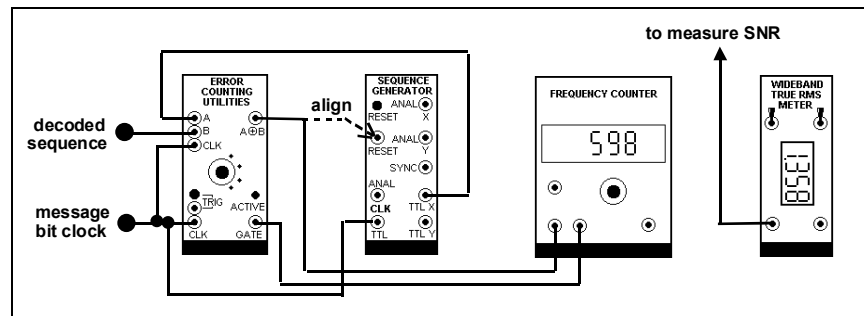 to measure SNR
ERROR
COUNTING
UTILITIES
A
B
CLK
A⊕B
TRIG
ACTIVE
CLK
GATE
decoded
sequence
message
bit clock
align
SEQUENCE
GENERATOR
RESET
ANAL
X
RESET
ANAL
Y
SYNC
ANAL
CLK
TTL X
TTL
TTL Y
FREQUENCY COUNTER
598
WIDEBAND
TRUE RMS
METER